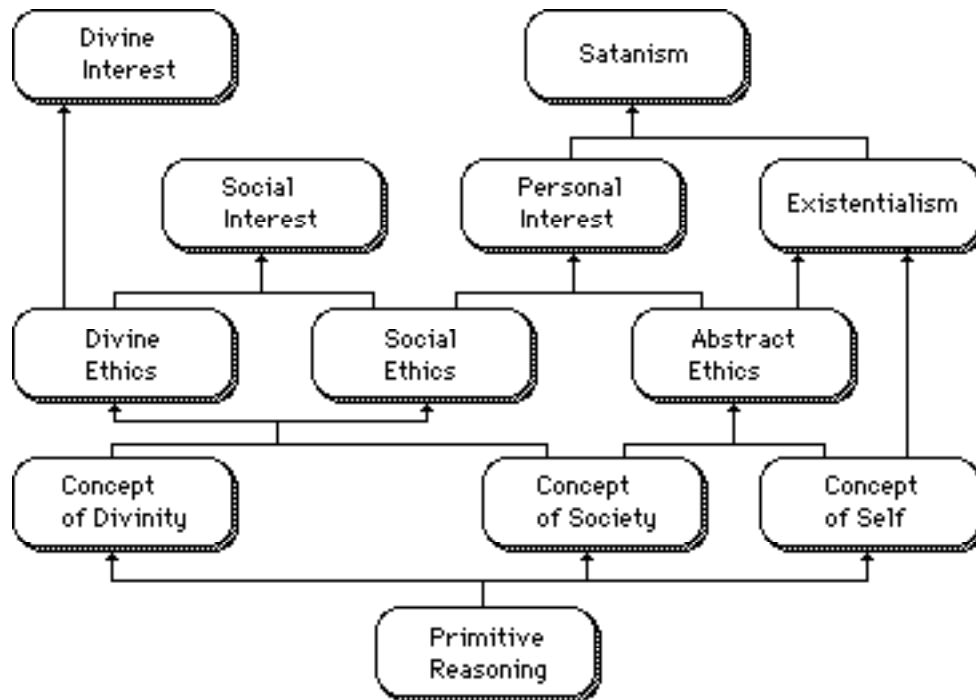 Divine
Interest
Satanism
Social
Interest
Personal
Interest
Existentialism
Divine
Ethics
Social
Ethics
Abstract
Ethics
Concept
of Divinity
Concept
of Society
Concept
of Self
Primitive
Reasoning